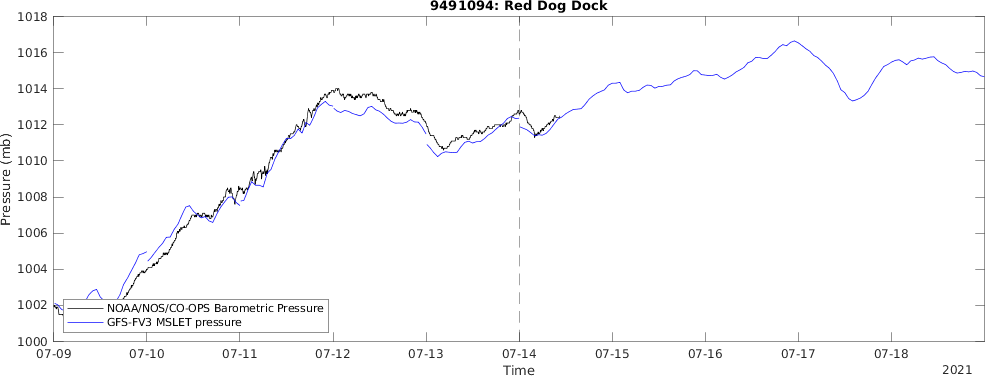 9491094: Red Dog Dock
Pressure (mb)
1018
1016
1014
1012
1010
1008
1006
1004
1002
1000
NOAA/NOS/CO-OPS Barometric Pressure
GFS-FV3 MSLET pressure
07-09 07-10 07-11 07-12 07-13 07-14 07-15 07-16 07-17 07-18
Time
2021